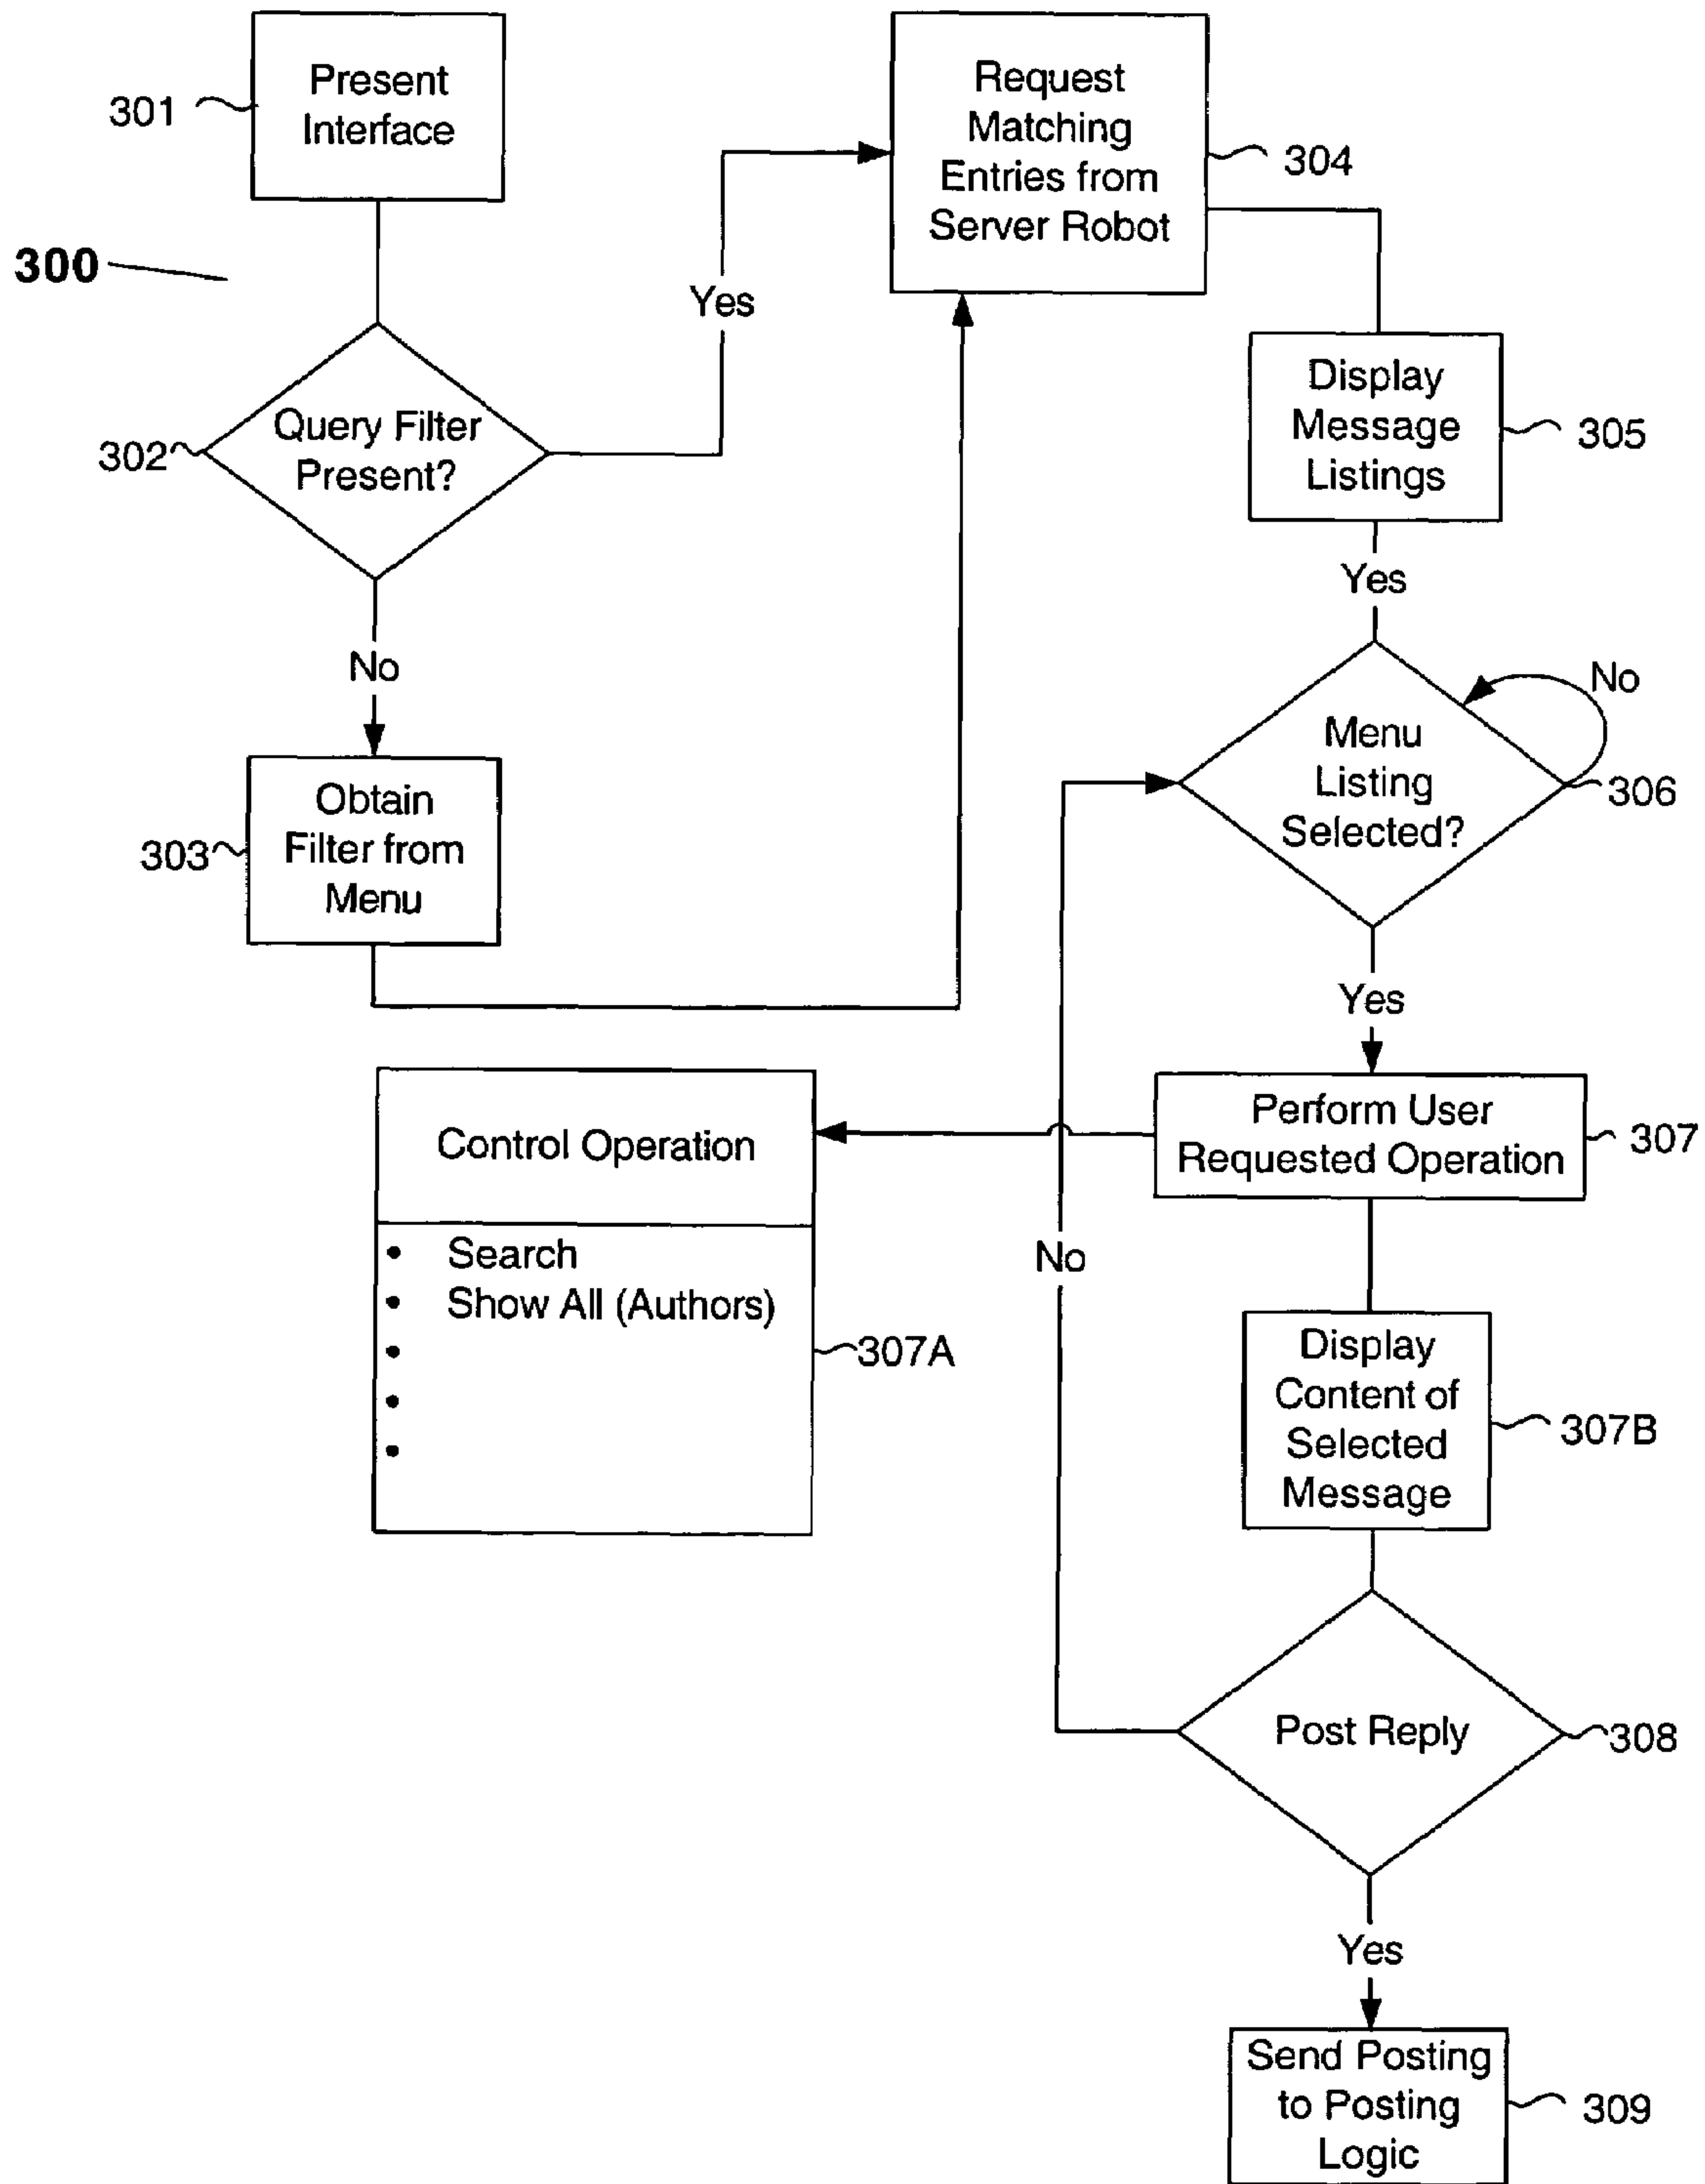 Present
Interface
301
300
Query Filter
Present?
302
Yes
No
Obtain
Filter from
Menu
303
Request
Matching
Entries from
Server Robot
304
Display
Message
Listings
305
Yes
Menu
Listing
Selected?
No
306
Yes
Perform User
Requested Operation
307
Control Operation
• Search
• Show All (Authors)
•
•
•
307A
No
Display
Content of
Selected
Message
307B
Post Reply
308
Yes
Send Posting
to Posting
Logic
309